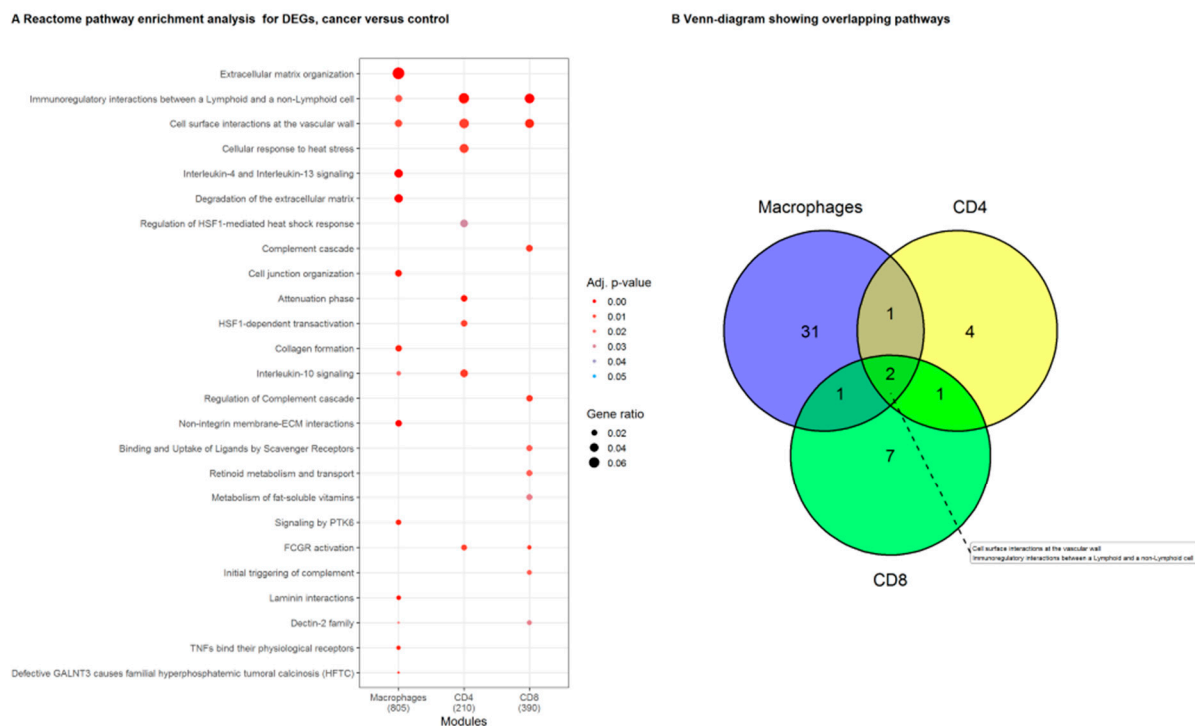 A Reactome pathway enrichment analysis for DEGs, cancer versus control
Extracellular matrix organization
Immunoregulatory interactions between a Lymphoid and a non-Lymphoid cell
Cell surface interactions at the vascular wall
Cellular response to heat stress
Interleukin-4 and Interleukin-13 signaling
Degradation of the extracellular matrix
Regulation of HSF1-mediated heat shock response
Complement cascade
Cell junction organization
Attenuation phase
HSF1-dependent transactivation
Collagen formation
Interleukin-10 signaling
Regulation of Complement cascade
Non-integrin membrane-ECM interactions
Binding and Uptake of Ligands by Scavenger Receptors
Retinoid metabolism and transport
Metabolism of fat-soluble vitamins
Signaling by PTK6
FCGR activation
Initial triggering of complement
Laminin interactions
Dectin-2 family
TNFs bind their physiological receptors
Defective GALNT3 causes familial hyperphosphatemic tumoral calcinosis (HFTC)
Macrophages
(805)
CD4
(210)
CD8
(390)
Modules
Adj. p-value
0.00
0.01
0.02
0.03
0.04
0.05
Gene ratio
0.02
0.04
0.06
B Venn-diagram showing overlapping pathways
Macrophages
CD4
31
1
4
2
1
1
7
CD8
Cell surface interactions at the vascular wall
Immunoregulatory interactions between a Lymphoid and a non-Lymphoid cell